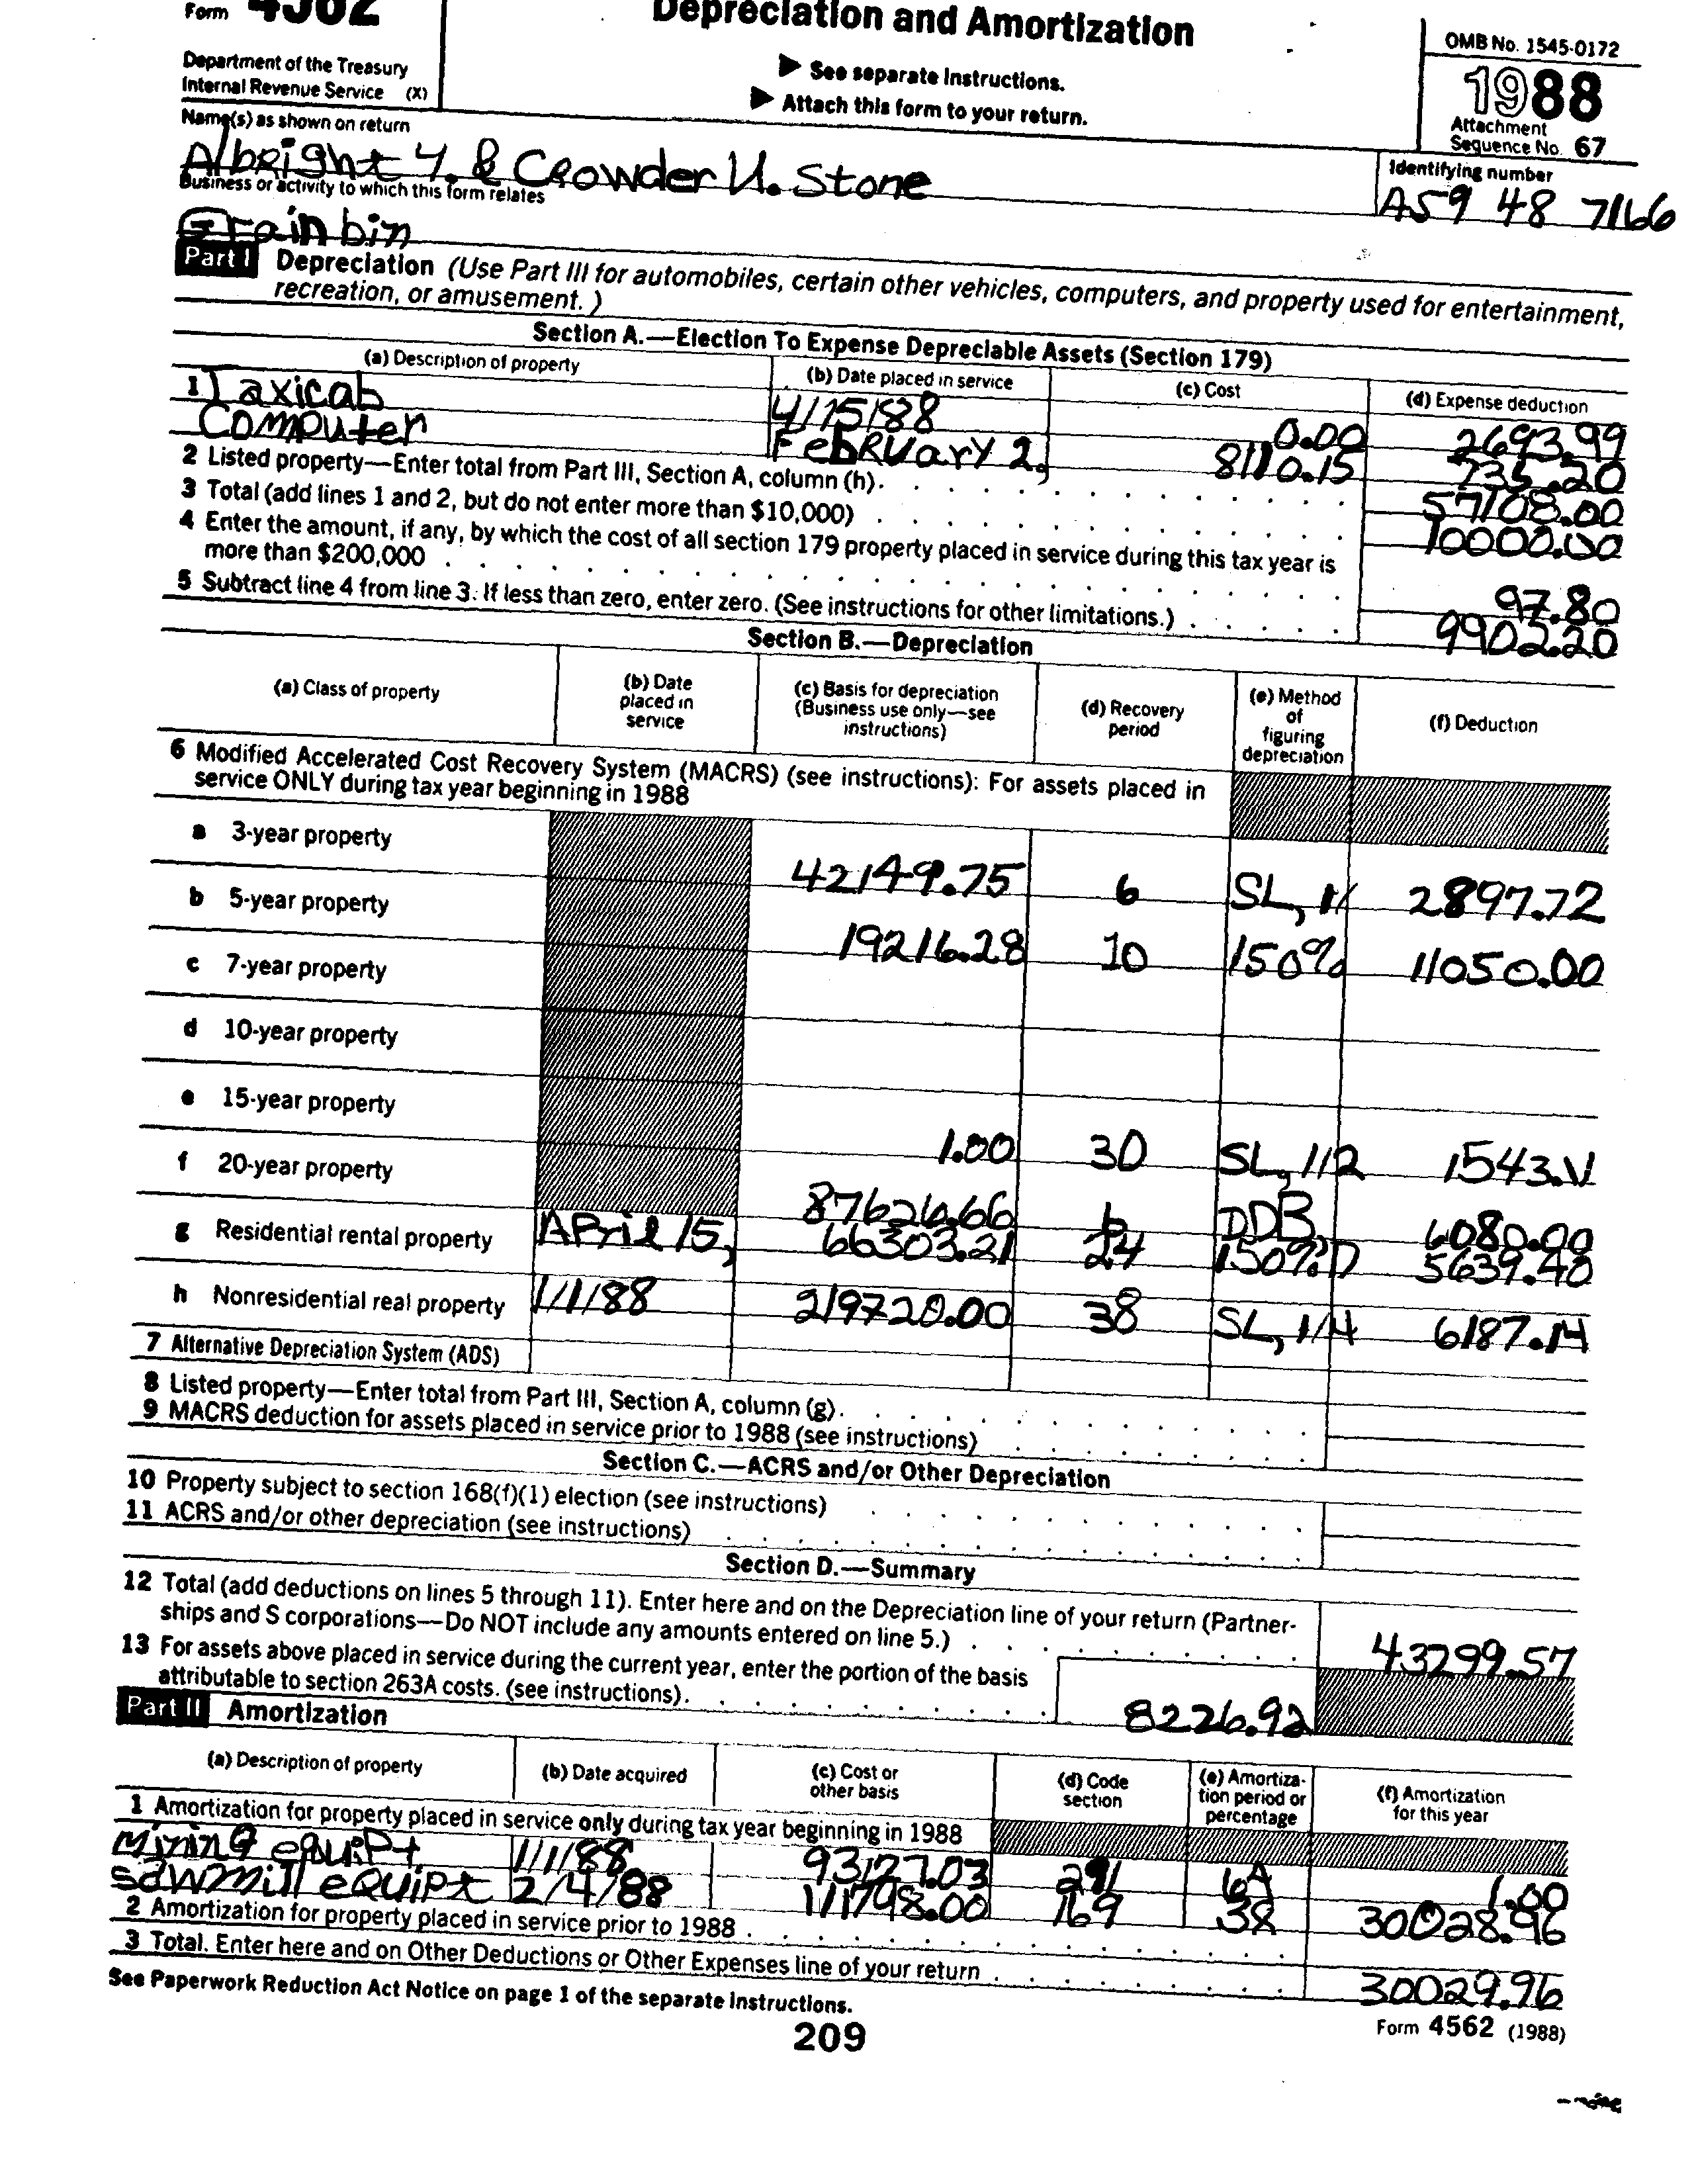 Form 4562
Depreciation and Amortization
OMB No. 1545-0172
Department of the Treasury
Internal Revenue Service (X)
▶ See separate Instructions.
▶ Attach this form to your return.
1988
Attachment
Sequence No. 67
Name(s) as shown on return
Identifying number
Albright Y. & Crowder U. Stone
A59 48 7166
Business or activity to which this form relates
Grain bin
Part I Depreciation (Use Part III for automobiles, certain other vehicles, computers, and property used for entertainment,
recreation, or amusement.)
Section A.—Election To Expense Depreciable Assets (Section 179)
(a) Description of property (b) Date placed in service (c) Cost (d) Expense deduction
1 Taxicab 4/15/88 0.00 2693.99
Computer February 2, 8110.15 735.20
2 Listed property—Enter total from Part III, Section A, column (h). 57108.00
3 Total (add lines 1 and 2, but do not enter more than $10,000) 10000.00
4 Enter the amount, if any, by which the cost of all section 179 property placed in service during this tax year is
more than $200,000 97.80
5 Subtract line 4 from line 3. If less than zero, enter zero. (See instructions for other limitations.) 9902.20
Section B.—Depreciation
(a) Class of property (b) Date placed in service (c) Basis for depreciation (Business use only—see instructions) (d) Recovery period (e) Method of figuring depreciation (f) Deduction
6 Modified Accelerated Cost Recovery System (MACRS) (see instructions): For assets placed in
service ONLY during tax year beginning in 1988
a 3-year property
b 5-year property 42149.75 6 SL, 2897.72
c 7-year property 19216.28 10 150% 11050.00
d 10-year property
e 15-year property
f 20-year property 1.00 30 SL, 1/2 1543.
87626.66 DDB, 6080.00
g Residential rental property April 15, 66303.21 24 150% D 5639.40
h Nonresidential real property 1/1/88 219720.00 38 SL, 1/4 6187.14
7 Alternative Depreciation System (ADS)
8 Listed property—Enter total from Part III, Section A, column (g).
9 MACRS deduction for assets placed in service prior to 1988 (see instructions)
Section C.—ACRS and/or Other Depreciation
10 Property subject to section 168(f)(1) election (see instructions)
11 ACRS and/or other depreciation (see instructions)
Section D.—Summary
12 Total (add deductions on lines 5 through 11). Enter here and on the Depreciation line of your return (Partner-
ships and S corporations—Do NOT include any amounts entered on line 5.) 43299.57
13 For assets above placed in service during the current year, enter the portion of the basis
attributable to section 263A costs. (see instructions). 8226.92
Part II Amortization
(a) Description of property (b) Date acquired (c) Cost or other basis (d) Code section (e) Amortiza-tion period or percentage (f) Amortization for this year
1 Amortization for property placed in service only during tax year beginning in 1988
Mining equipt 1/1/88 93127.03 291 6A 1.00
Sawmill equipt 2/4/88 111798.00 169 38 30028.96
2 Amortization for property placed in service prior to 1988
3 Total. Enter here and on Other Deductions or Other Expenses line of your return 30029.96
See Paperwork Reduction Act Notice on page 1 of the separate Instructions.
Form 4562 (1988)
209